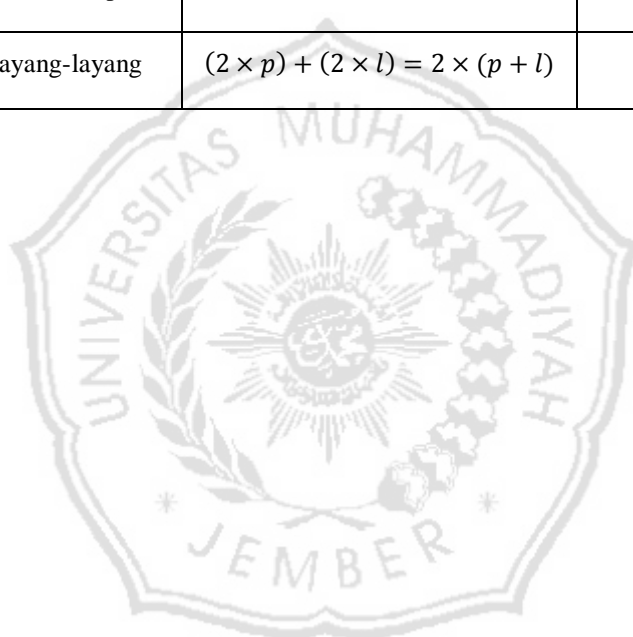 ayang-layang (2 × p) + (2 × l) = 2 × (p + l)
UNIVERSITAS MUHAMMADIYAH
JEMBER